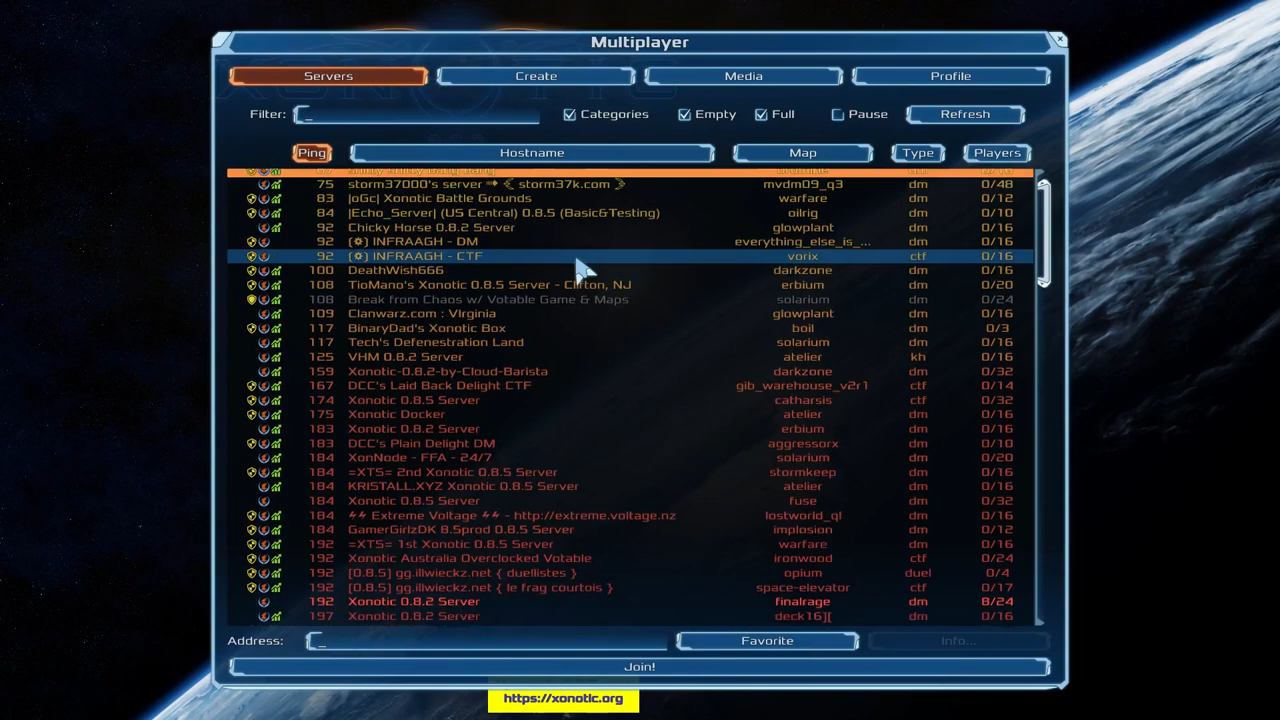 Multiplayer
Servers Create Media Profile
Filter: _ Categories Empty Full Pause Refresh
Ping Hostname Map Type Players
75 storm37000's server storm37k.com mvdm09_q3 dm 0/48
83 |oGc| Xonotic Battle Grounds warfare dm 0/12
84 |Echo_Server| (US Central) 0.8.5 (Basic&Testing) oilrig dm 0/10
92 Chicky Horse 0.8.2 Server glowplant dm 0/16
92 (⚙) INFRAAGH - DM everything_else_is_... dm 0/16
92 (⚙) INFRAAGH - CTF vorix ctf 0/16
100 DeathWish666 darkzone dm 0/16
108 TioMano's Xonotic 0.8.5 Server - Clifton, NJ erbium dm 0/20
108 Break from Chaos w/ Votable Game & Maps solarium dm 0/24
109 Clanwarz.com : VIrginia glowplant dm 0/16
117 BinaryDad's Xonotic Box boil dm 0/3
117 Tech's Defenestration Land solarium dm 0/16
125 VHM 0.8.2 Server atelier kh 0/16
159 Xonotic-0.8.2-by-Cloud-Barista darkzone dm 0/32
167 DCC's Laid Back Delight CTF gib_warehouse_v2r1 ctf 0/14
174 Xonotic 0.8.5 Server catharsis ctf 0/32
175 Xonotic Docker atelier dm 0/16
183 Xonotic 0.8.2 Server erbium dm 0/16
183 DCC's Plain Delight DM aggressorx dm 0/10
184 XonNode - FFA - 24/7 solarium dm 0/20
184 =XTS= 2nd Xonotic 0.8.5 Server stormkeep dm 0/16
184 KRISTALL.XYZ Xonotic 0.8.5 Server atelier dm 0/16
184 Xonotic 0.8.5 Server fuse dm 0/32
184 ϟϟ Extreme Voltage ϟϟ - http://extreme.voltage.nz lostworld_ql dm 0/16
184 GamerGirlzDK 8.5prod 0.8.5 Server implosion dm 0/12
192 =XTS= 1st Xonotic 0.8.5 Server warfare dm 0/16
192 Xonotic Australia Overclocked Votable ironwood ctf 0/24
192 [0.8.5] gg.illwieckz.net { duellistes } opium duel 0/4
192 [0.8.5] gg.illwieckz.net { le frag courtois } space-elevator ctf 0/17
192 Xonotic 0.8.2 Server finalrage dm 8/24
197 Xonotic 0.8.2 Server deck16][ dm 0/16
Address: _ Favorite Info...
Join!
https://xonotic.org